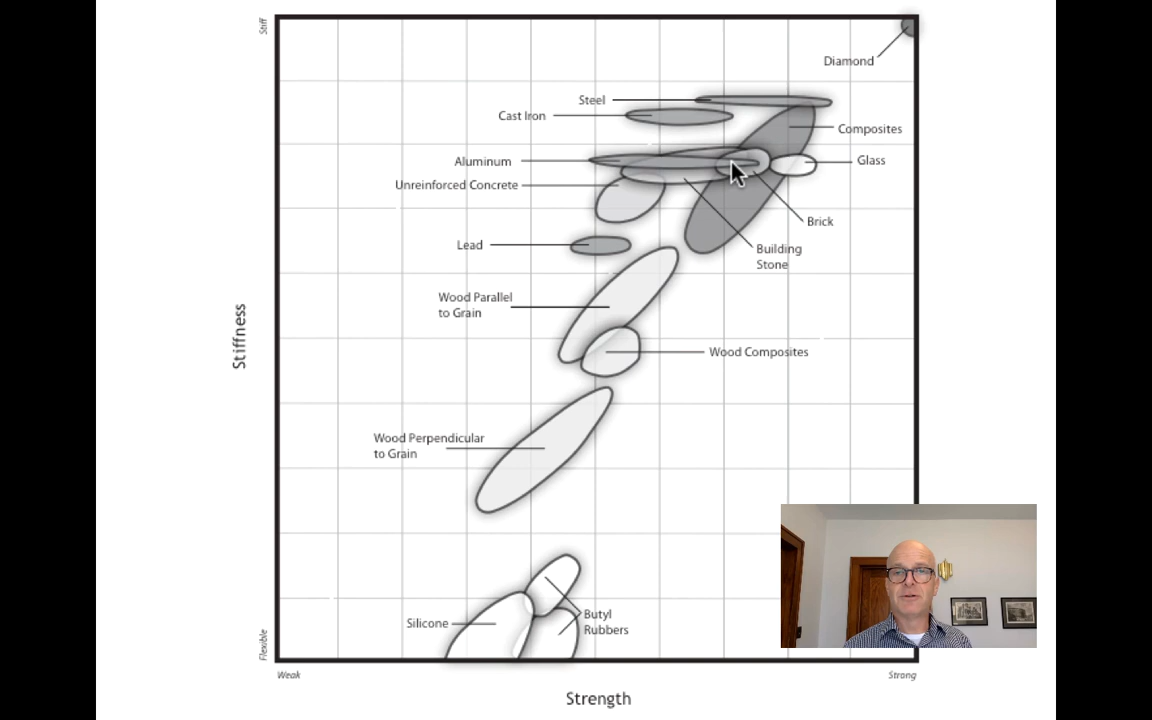 Stiff
Diamond
Steel
Cast Iron
Composites
Aluminum
Glass
Unreinforced Concrete
Brick
Lead
Building
Stone
Wood Parallel
to Grain
Stiffness
Wood Composites
Wood Perpendicular
to Grain
Silicone
Butyl
Rubbers
Flexible
Weak
Strong
Strength